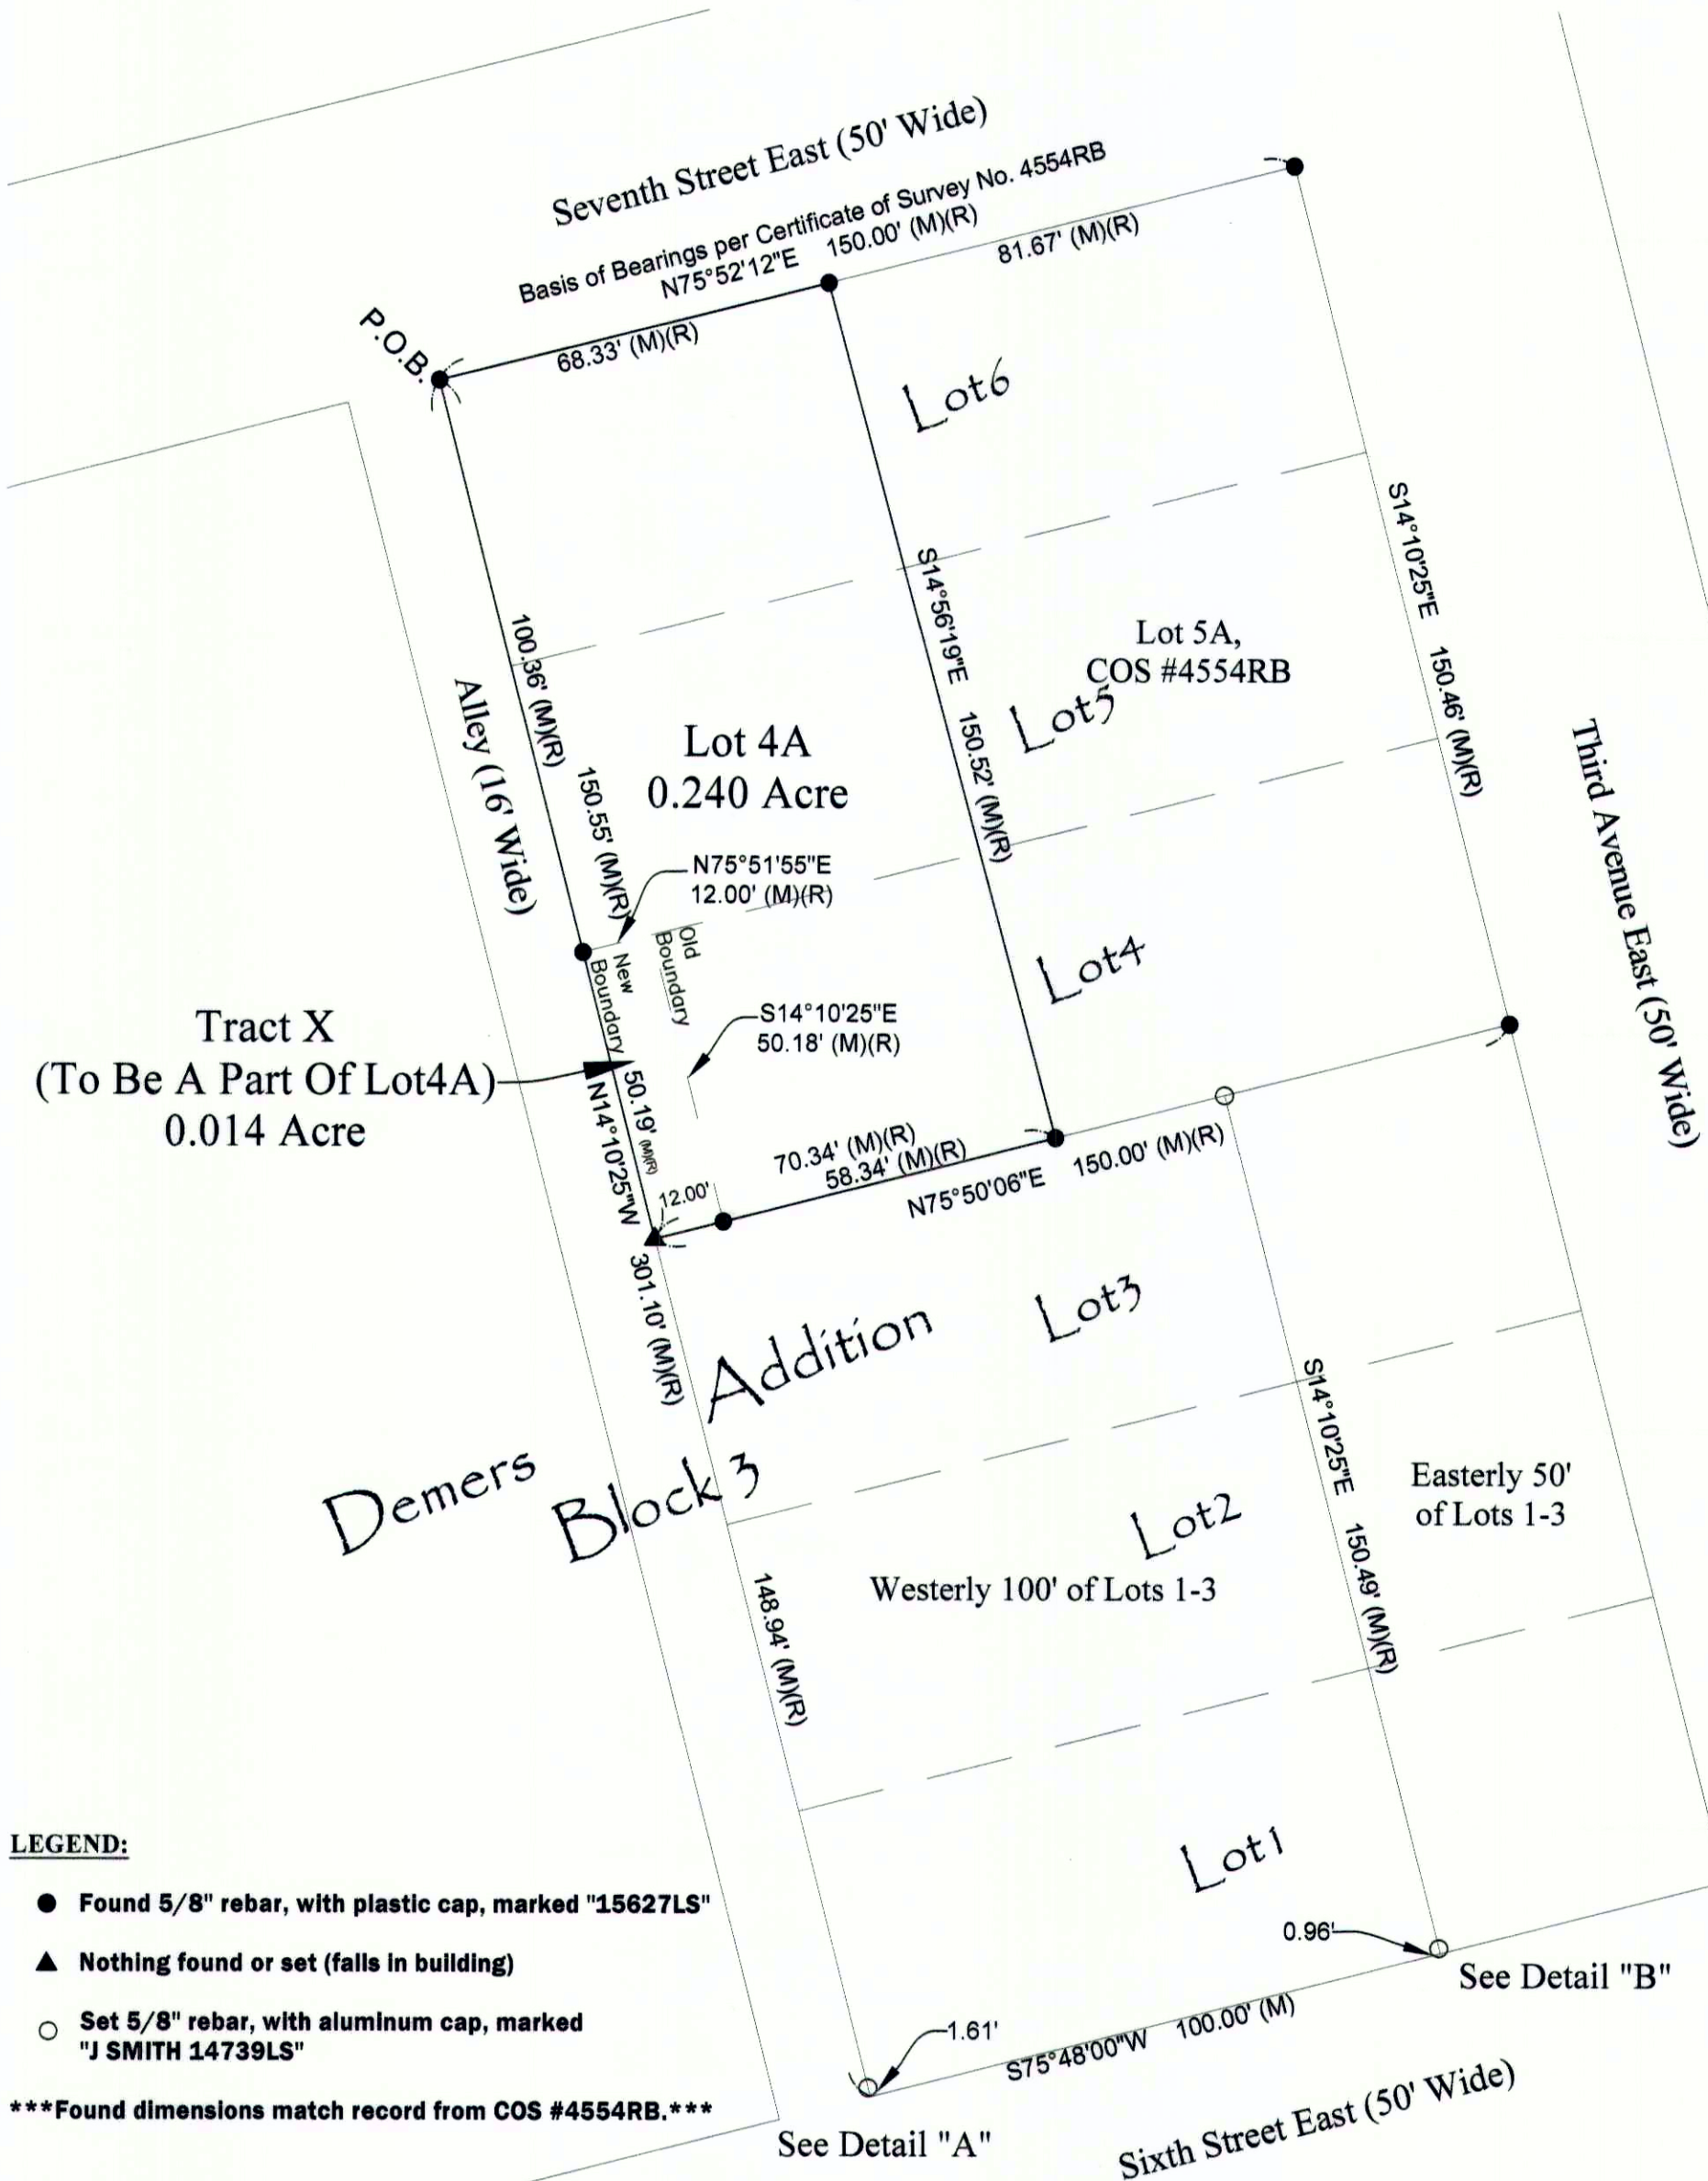 Seventh Street East (50' Wide)
Basis of Bearings per Certificate of Survey No. 4554RB
N75°52'12"E 150.00' (M)(R)
81.67' (M)(R)
P.O.B.
68.33' (M)(R)
Lot6
S14°10'25"E 150.46' (M)(R)
S14°56'19"E 150.52' (M)(R)
Lot 5A,
COS #4554RB
Lot5
100.36' (M)(R)
Alley (16' Wide)
150.55' (M)(R)
Lot 4A
0.240 Acre
Third Avenue East (50' Wide)
N75°51'55"E
12.00' (M)(R)
Old
Boundary
New
Boundary
Lot4
S14°10'25"E
50.18' (M)(R)
Tract X
(To Be A Part Of Lot4A)
0.014 Acre
50.19' (M)(R)
N14°10'25"W 301.10' (M)(R)
70.34' (M)(R)
58.34' (M)(R)
12.00'
N75°50'06"E 150.00' (M)(R)
Lot3
Addition
Demers
Block 3
S14°10'25"E 150.49' (M)(R)
Easterly 50'
of Lots 1-3
Lot2
Westerly 100' of Lots 1-3
148.94' (M)(R)
Lot1
LEGEND:
Found 5/8" rebar, with plastic cap, marked "15627LS"
Nothing found or set (falls in building)
Set 5/8" rebar, with aluminum cap, marked
"J SMITH 14739LS"
***Found dimensions match record from COS #4554RB.***
0.96'
See Detail "B"
1.61'
S75°48'00"W 100.00' (M)
See Detail "A"
Sixth Street East (50' Wide)